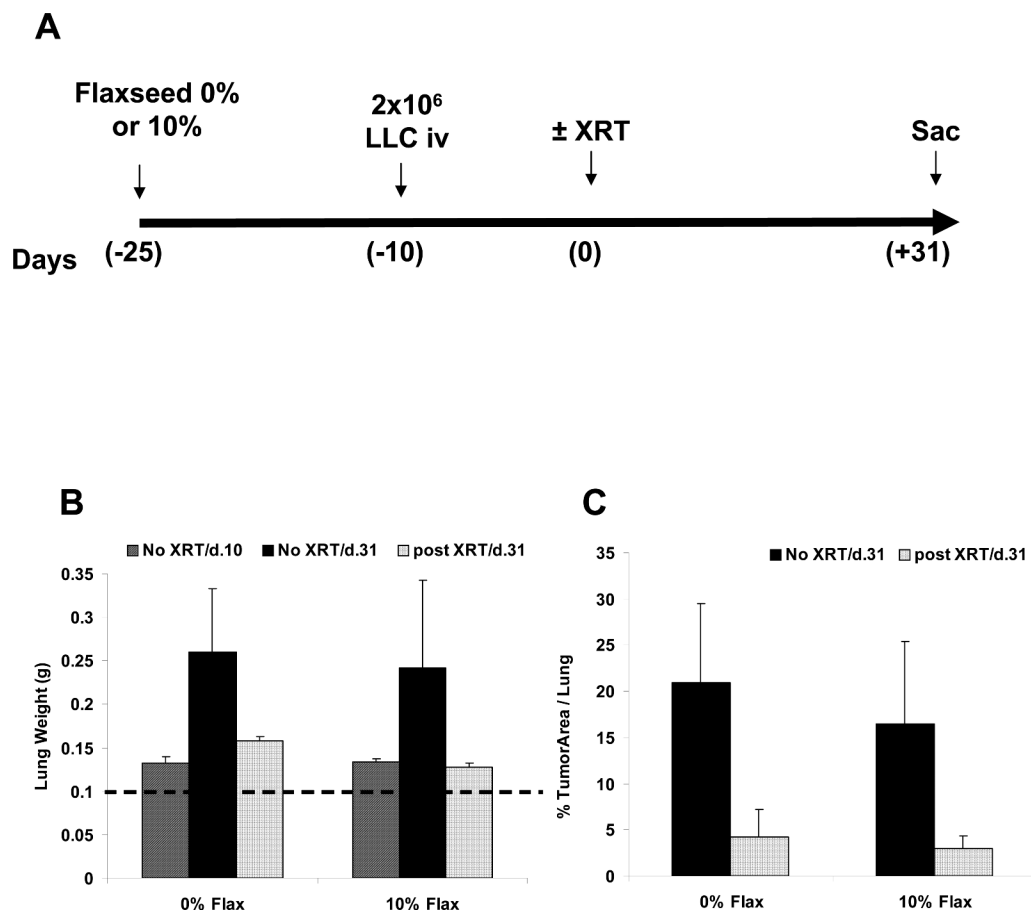 A
Flaxseed 0%
or 10%
2x10⁶
LLC iv
± XRT
Sac
Days
(-25)
(-10)
(0)
(+31)
B
No XRT/d.10
No XRT/d.31
post XRT/d.31
Lung Weight (g)
0.35
0.3
0.25
0.2
0.15
0.1
0.05
0
0% Flax
10% Flax
C
No XRT/d.31
post XRT/d.31
% TumorArea / Lung
35
30
25
20
15
10
5
0
0% Flax
10% Flax